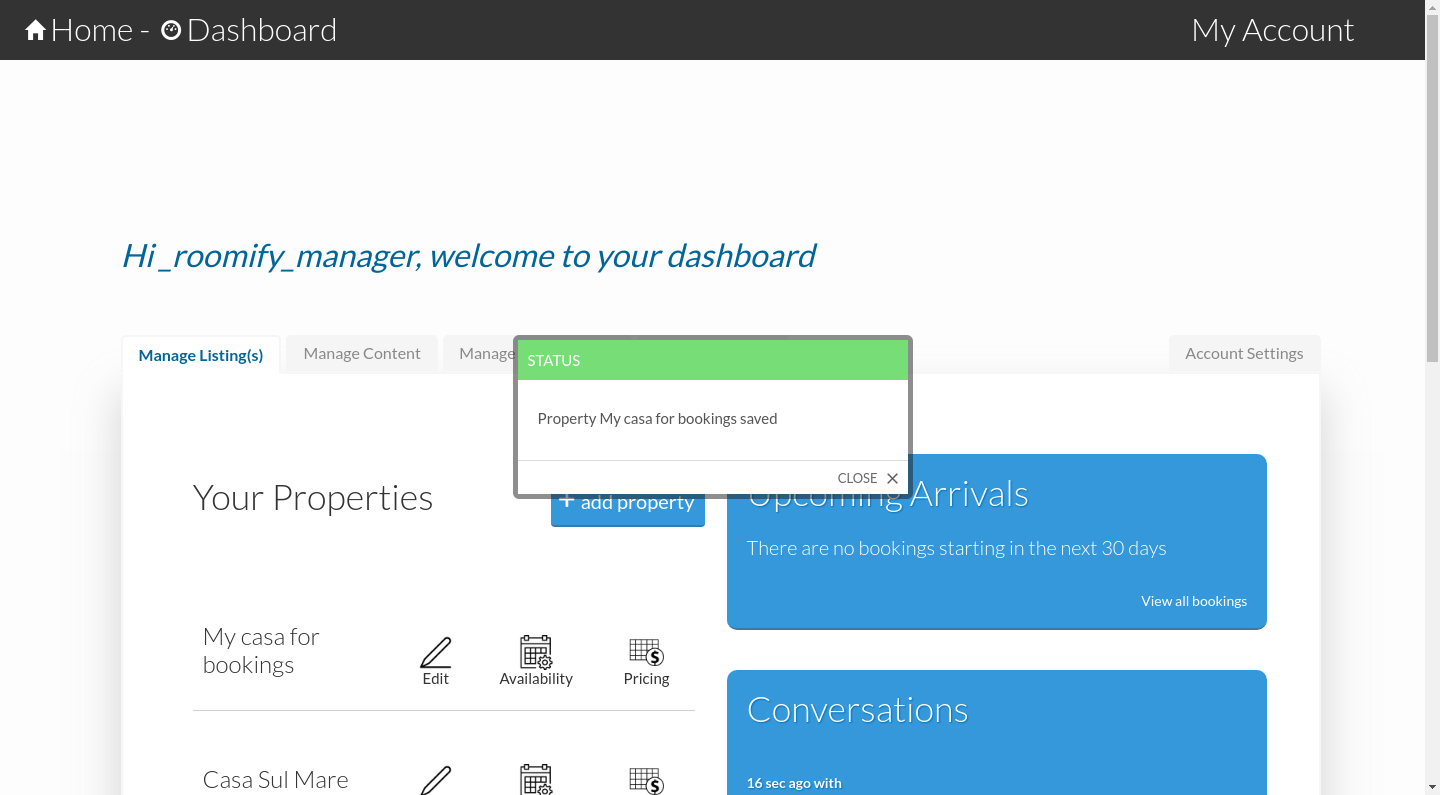 Home - Dashboard
My Account
Hi _roomify_manager, welcome to your dashboard
Manage Listing(s)
Manage Content
Manage
Account Settings
STATUS
Property My casa for bookings saved
CLOSE
Your Properties
+ add property
Upcoming Arrivals
There are no bookings starting in the next 30 days
View all bookings
My casa for
bookings
Edit
Availability
Pricing
Conversations
Casa Sul Mare
16 sec ago with